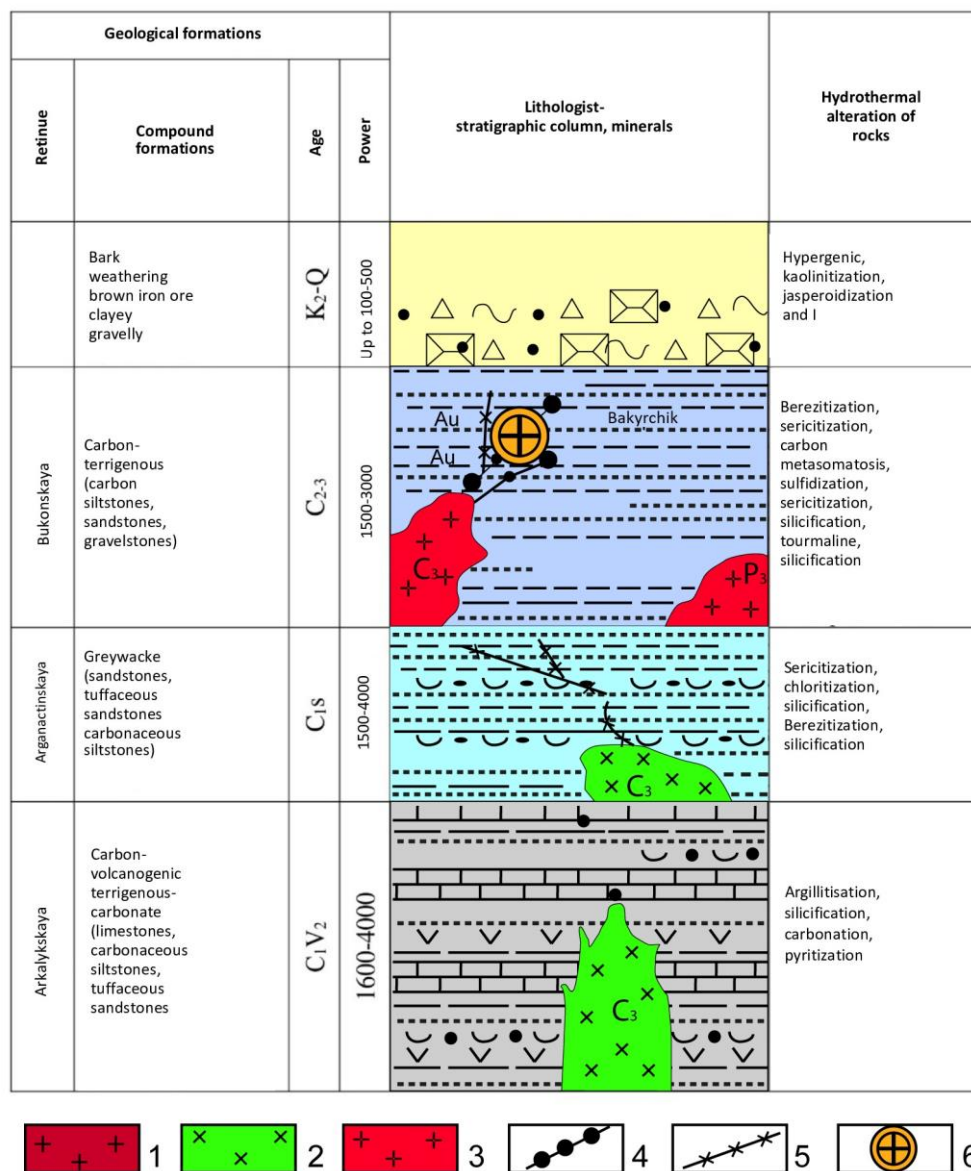 Geological formations
Retinue
Compound
formations
Age
Power
Lithologist-
stratigraphic column, minerals
Hydrothermal
alteration of
rocks
Bark
weathering
brown iron ore
clayey
gravelly
K2-Q
Up to 100-500
Hypergenic,
kaolinitization,
jasperoidization
and I
Bukonskaya
Carbon-
terrigenous
(carbon
siltstones,
sandstones,
gravelstones)
C2-3
1500-3000
Au
Au
Bakyrchik
C3
P3
Berezitization,
sericitization,
carbon
metasomatosis,
sulfidization,
sericitization,
silicification,
tourmaline,
silicification
Arganactinskaya
Greywacke
(sandstones,
tuffaceous
sandstones
carbonaceous
siltstones)
C1S
1500-4000
C3
Sericitization,
chloritization,
silicification,
Berezitization,
silicification
Arkalykskaya
Carbon-
volcanogenic
terrigenous-
carbonate
(limestones,
carbonaceous
siltstones,
tuffaceous
sandstones
C1V2
1600-4000
C3
Argillitisation,
silicification,
carbonation,
pyritization
1
2
3
4
5
6